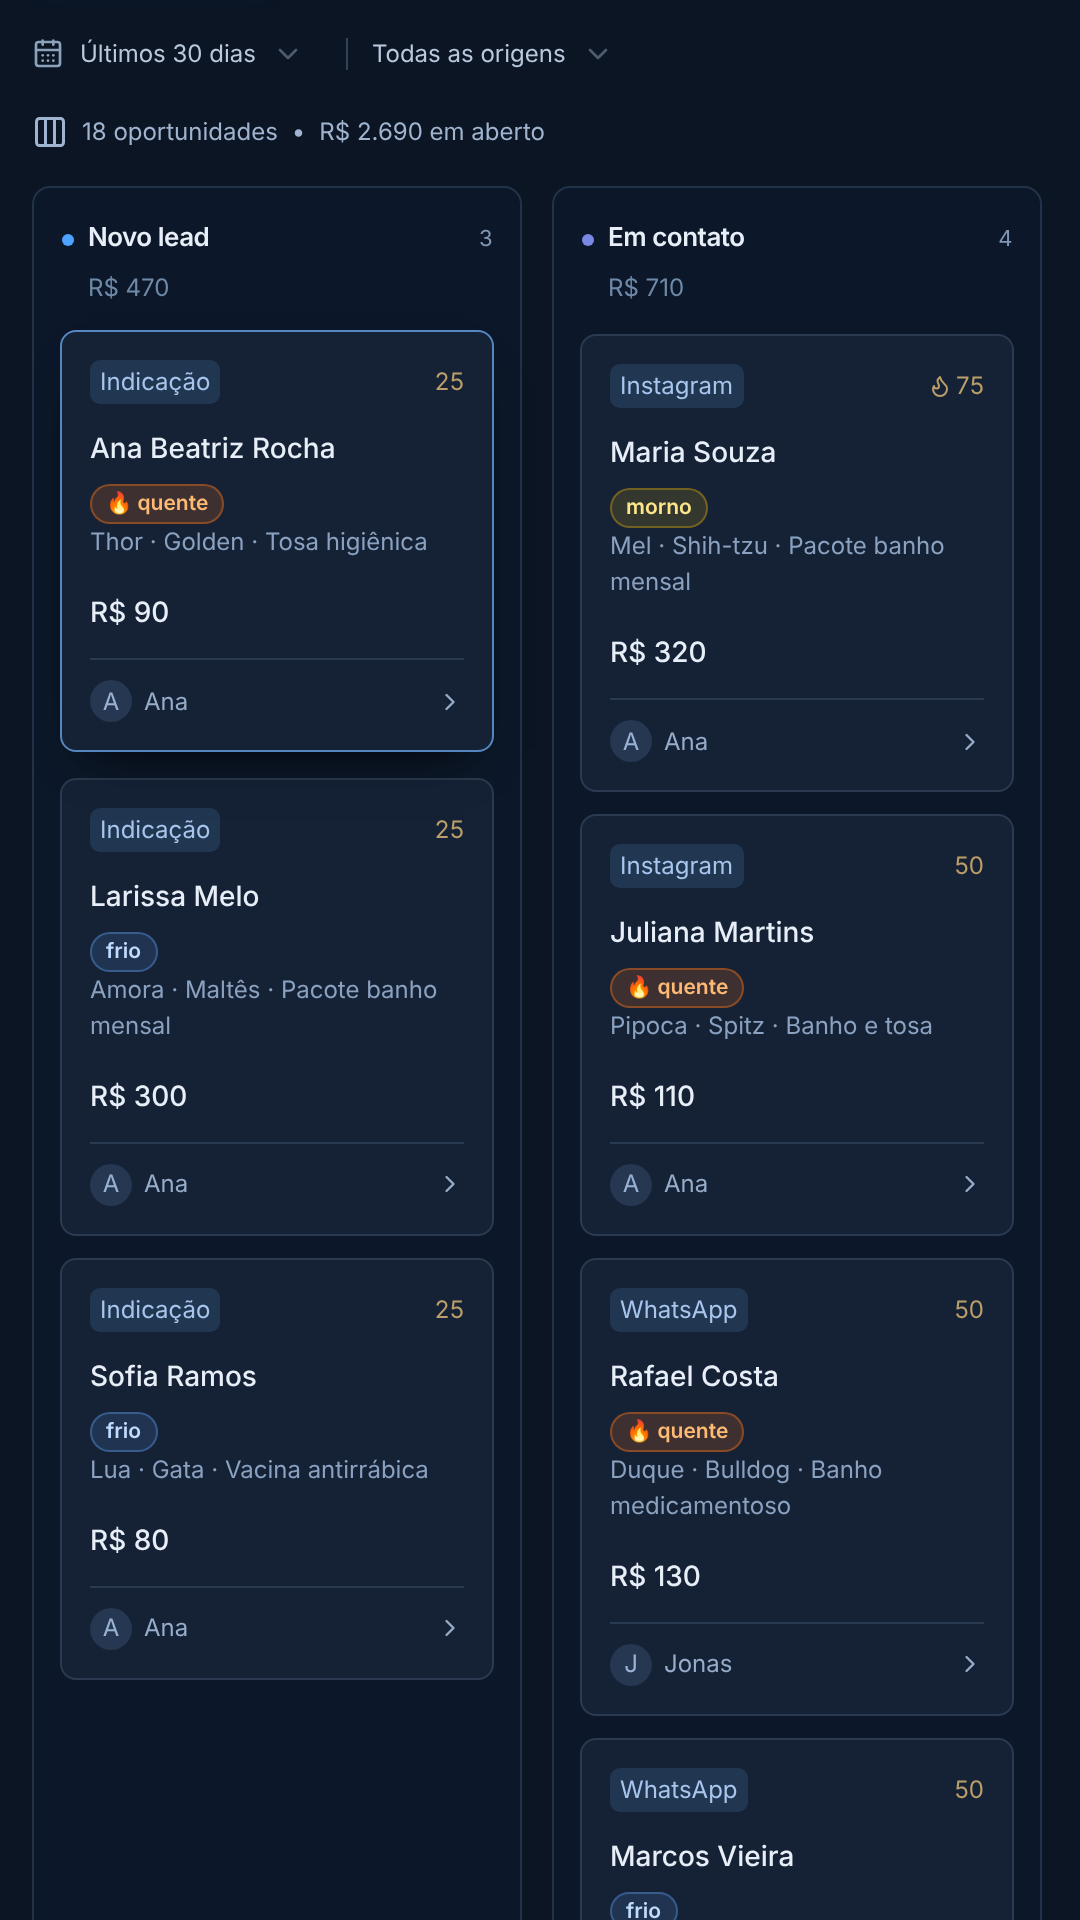 Últimos 30 dias
Todas as origens
18 oportunidades • R$ 2.690 em aberto
Novo lead 3
R$ 470
Indicação 25
Ana Beatriz Rocha
🔥 quente
Thor · Golden · Tosa higiênica
R$ 90
A Ana
Indicação 25
Larissa Melo
frio
Amora · Maltês · Pacote banho
mensal
R$ 300
A Ana
Indicação 25
Sofia Ramos
frio
Lua · Gata · Vacina antirrábica
R$ 80
A Ana
Em contato 4
R$ 710
Instagram 75
Maria Souza
morno
Mel · Shih-tzu · Pacote banho
mensal
R$ 320
A Ana
Instagram 50
Juliana Martins
🔥 quente
Pipoca · Spitz · Banho e tosa
R$ 110
A Ana
WhatsApp 50
Rafael Costa
🔥 quente
Duque · Bulldog · Banho
medicamentoso
R$ 130
J Jonas
WhatsApp 50
Marcos Vieira
frio